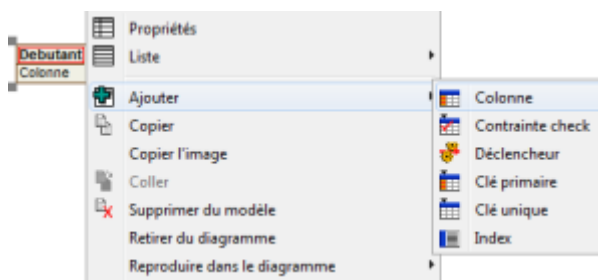 Debutant
Colonne
Propriétés
Liste
Ajouter
Copier
Copier l'image
Coller
Supprimer du modèle
Retirer du diagramme
Reproduire dans le diagramme
Colonne
Contrainte check
Déclencheur
Clé primaire
Clé unique
Index